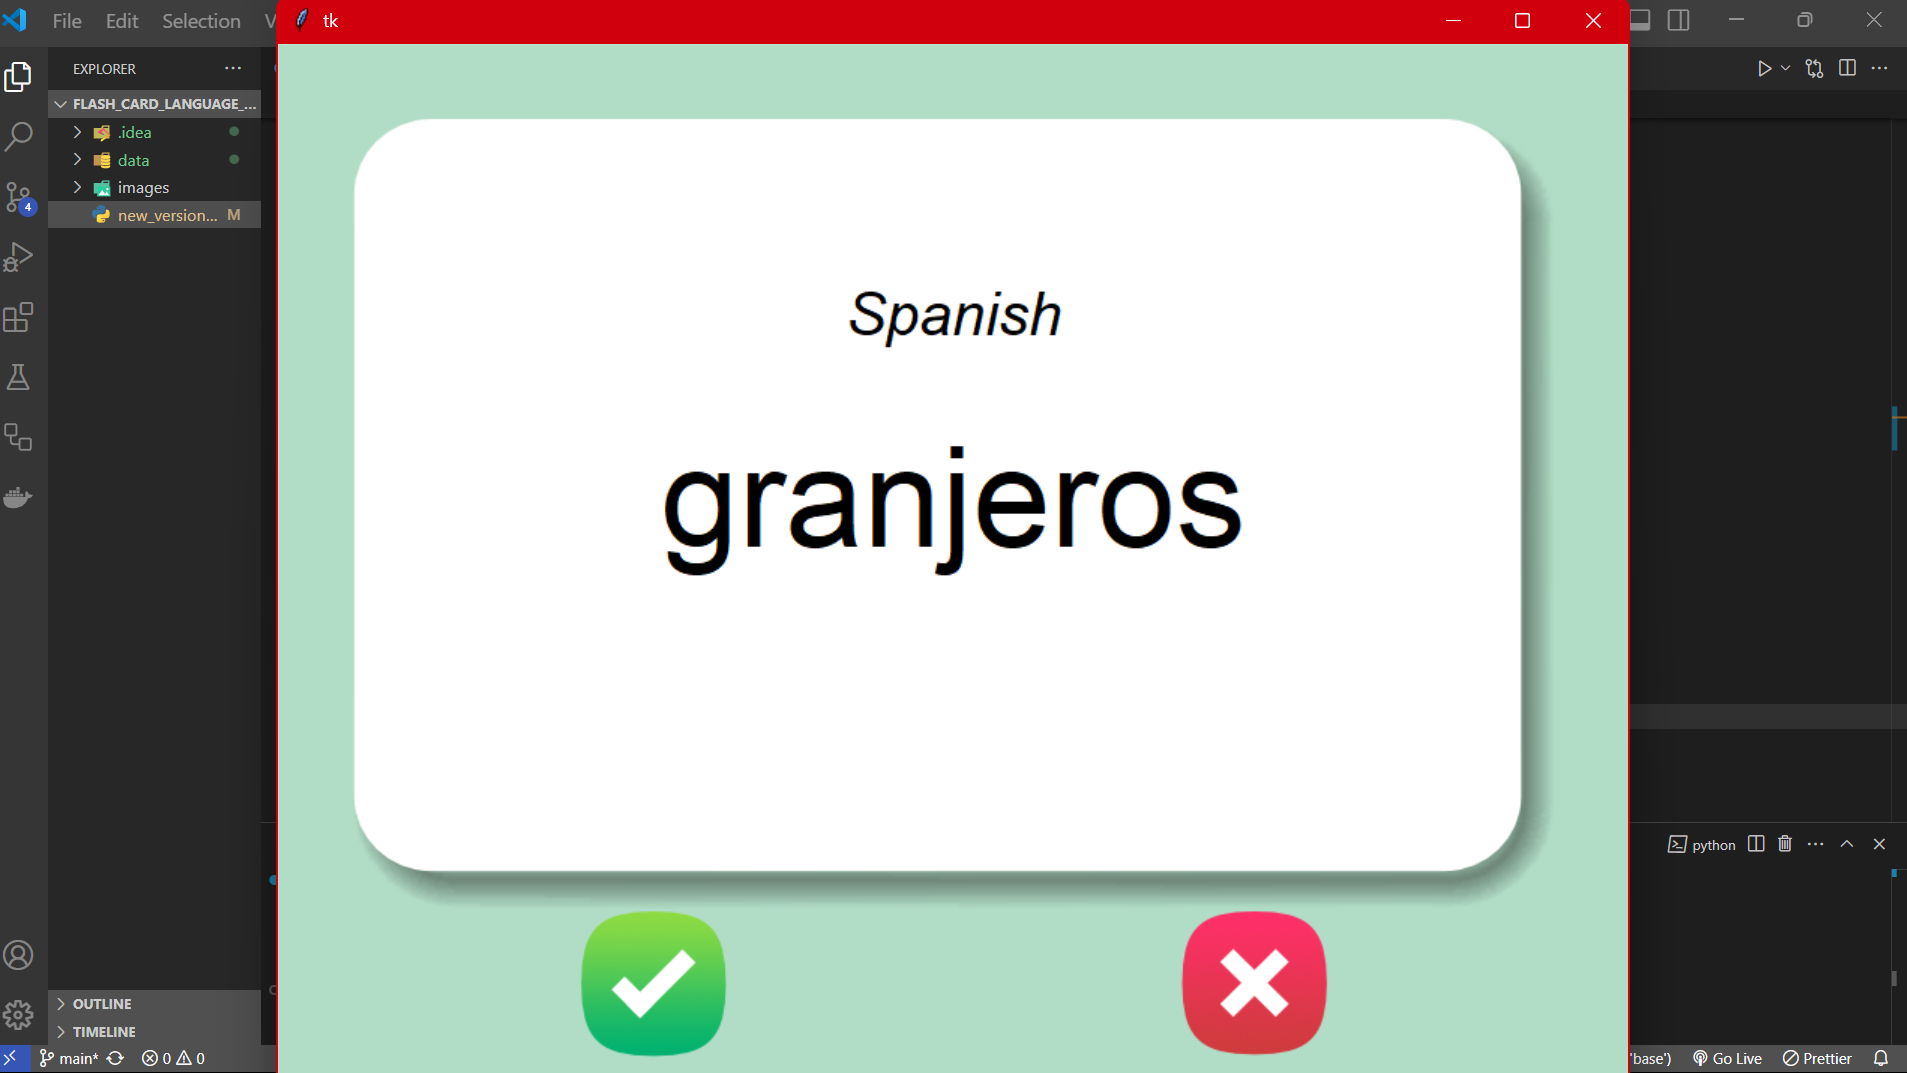 File Edit Selection V
tk
EXPLORER
FLASH_CARD_LANGUAGE_...
.idea
data
images
new_version... M
4
Spanish
granjeros
python
OUTLINE
TIMELINE
main* 0 0
'base') Go Live Prettier